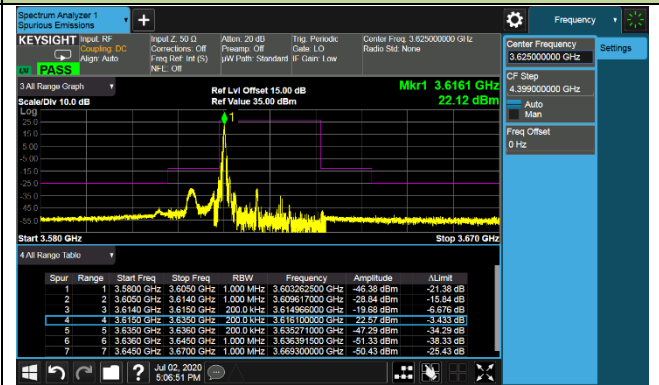 Spectrum Analyzer 1
Spurious Emissions
Frequency
KEYSIGHT
Input: RF
Coupling: DC
Align: Auto
Input Z: 50 Ω
Corrections: Off
Freq Ref: Int (S)
NFE: Off
Atten: 20 dB
Preamp: Off
µW Path: Standard
Trig: Periodic
Gate: LO
IF Gain: Low
Center Freq: 3.625000000 GHz
Radio Std: None
PASS
Center Frequency
3.625000000 GHz
Settings
CF Step
4.399000000 GHz
Auto
Man
Freq Offset
0 Hz
3 All Range Graph
Scale/Div 10.0 dB
Ref Lvl Offset 15.00 dB
Ref Value 35.00 dBm
Mkr1 3.6161 GHz
22.12 dBm
Log
25.0
15.0
5.00
-5.00
-15.0
-25.0
-35.0
-45.0
-55.0
1
Start 3.580 GHz
Stop 3.670 GHz
4 All Range Table
Spur Range Start Freq Stop Freq RBW Frequency Amplitude ΔLimit
1 1 3.5800 GHz 3.6050 GHz 1.000 MHz 3.603262500 GHz -46.38 dBm -21.38 dB
2 2 3.6050 GHz 3.6140 GHz 1.000 MHz 3.609617000 GHz -28.84 dBm -15.84 dB
3 3 3.6140 GHz 3.6150 GHz 200.0 kHz 3.614966000 GHz -19.68 dBm -6.676 dB
4 4 3.6150 GHz 3.6350 GHz 200.0 kHz 3.616100000 GHz 22.57 dBm -3.433 dB
5 5 3.6350 GHz 3.6360 GHz 200.0 kHz 3.635271000 GHz -47.29 dBm -34.29 dB
6 6 3.6360 GHz 3.6450 GHz 1.000 MHz 3.636391500 GHz -51.33 dBm -38.33 dB
7 7 3.6450 GHz 3.6700 GHz 1.000 MHz 3.669300000 GHz -50.43 dBm -25.43 dB
Jul 02, 2020
5:06:51 PM